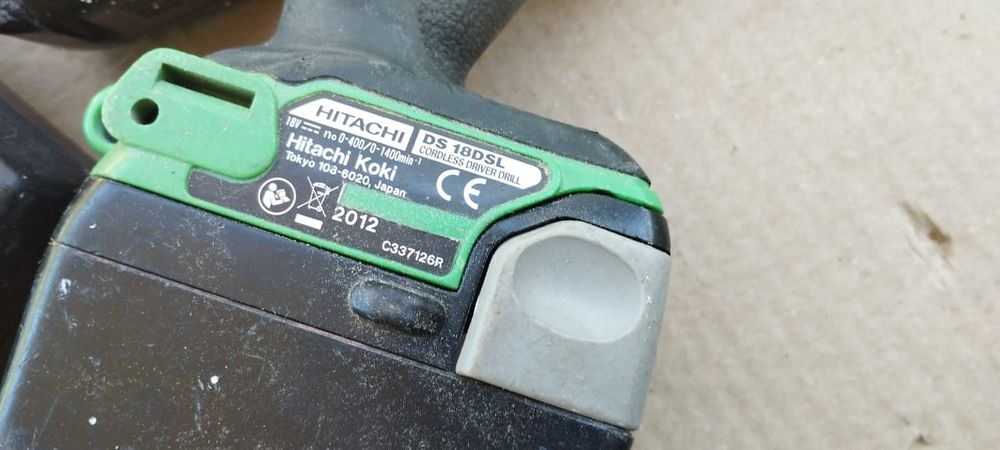 HITACHI
DS 18DSL
CORDLESS DRIVER DRILL
18V n₀ 0-400/0-1400min⁻¹
Hitachi Koki
Tokyo 108-6020, Japan
CE
2012
C337126R